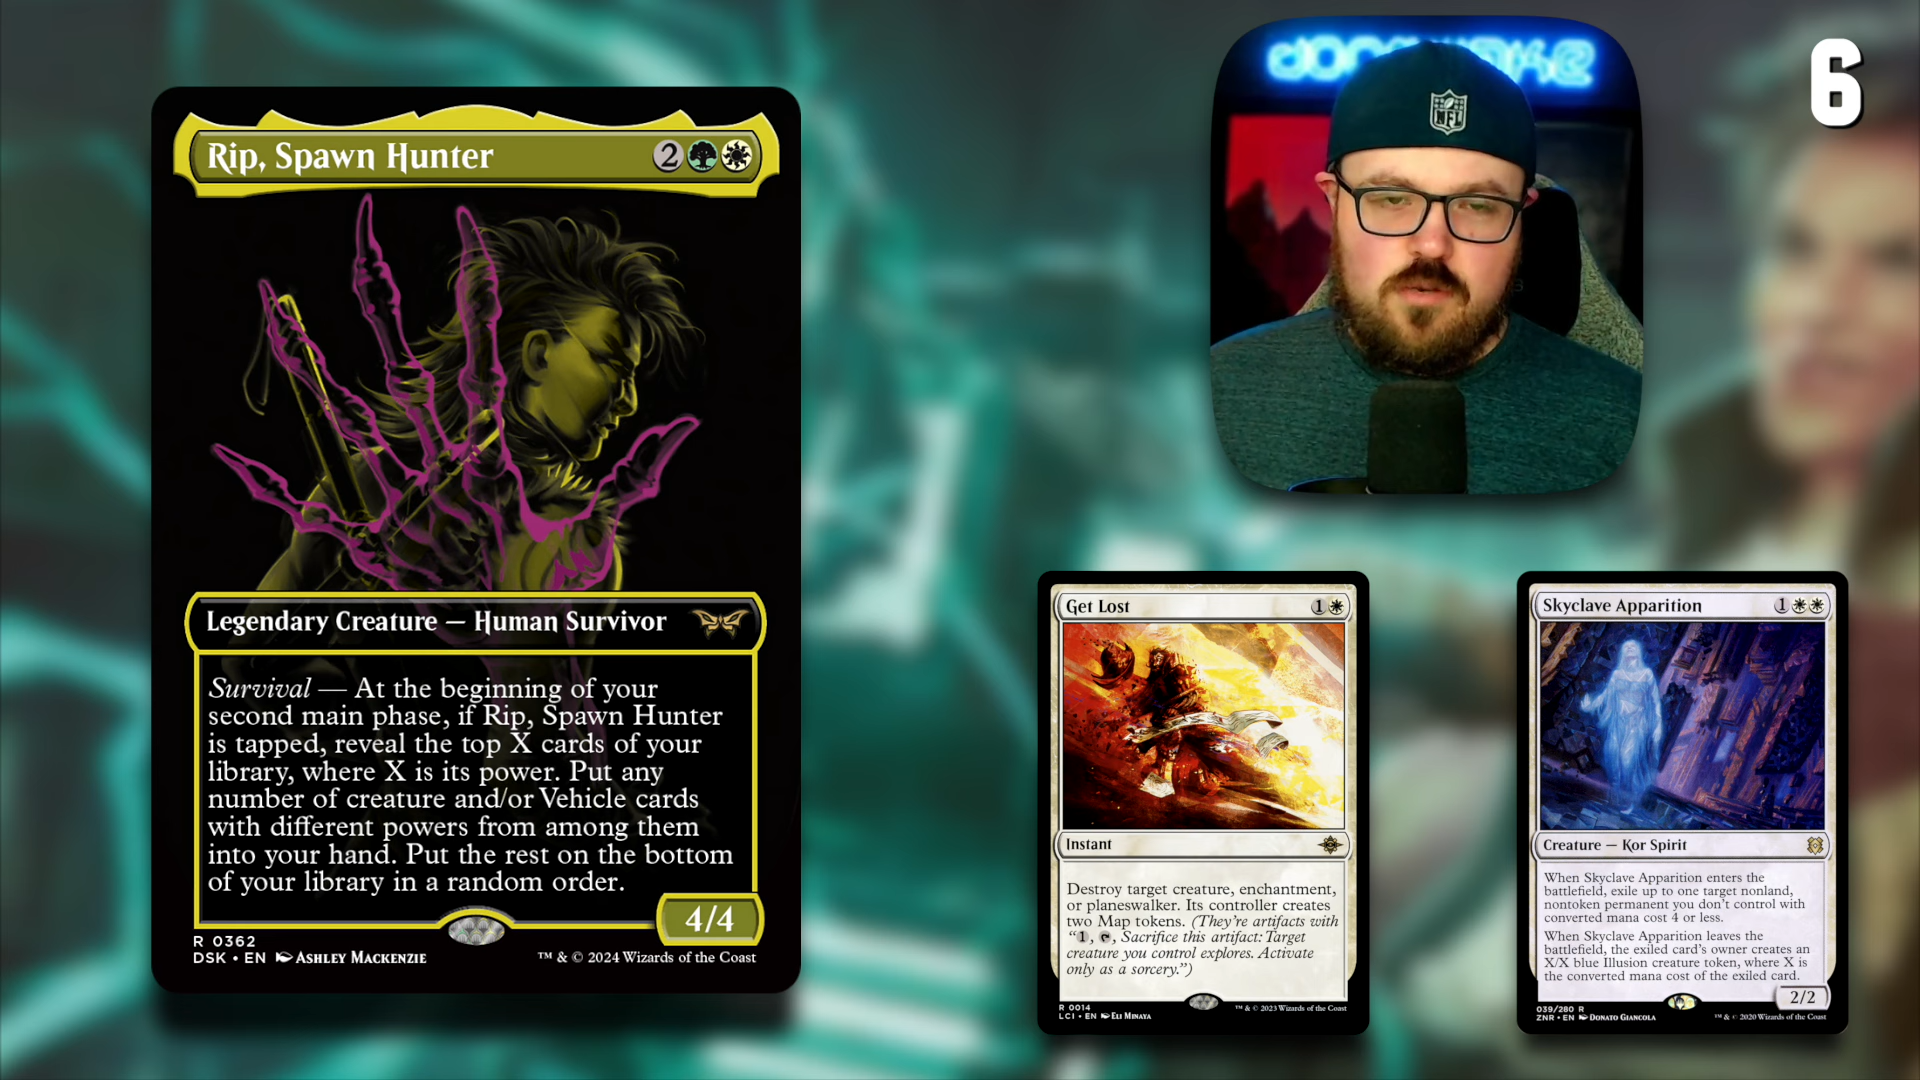 Rip, Spawn Hunter
2
Legendary Creature — Human Survivor
Survival — At the beginning of your
second main phase, if Rip, Spawn Hunter
is tapped, reveal the top X cards of your
library, where X is its power. Put any
number of creature and/or Vehicle cards
with different powers from among them
into your hand. Put the rest on the bottom
of your library in a random order.
4/4
R 0362
DSK • EN Ashley Mackenzie
™ & © 2024 Wizards of the Coast
NFL
6
Get Lost
1
Instant
Destroy target creature, enchantment,
or planeswalker. Its controller creates
two Map tokens. (They're artifacts with
“1, , Sacrifice this artifact: Target
creature you control explores. Activate
only as a sorcery.”)
R 0014
LCI • EN Eli Minaya
™ & © 2023 Wizards of the Coast
Skyclave Apparition
1
Creature — Kor Spirit
When Skyclave Apparition enters the
battlefield, exile up to one target nonland,
nontoken permanent you don't control with
converted mana cost 4 or less.
When Skyclave Apparition leaves the
battlefield, the exiled card's owner creates an
X/X blue Illusion creature token, where X is
the converted mana cost of the exiled card.
2/2
039/280 R
ZNR • EN Donato Giancola
™ & © 2020 Wizards of the Coast